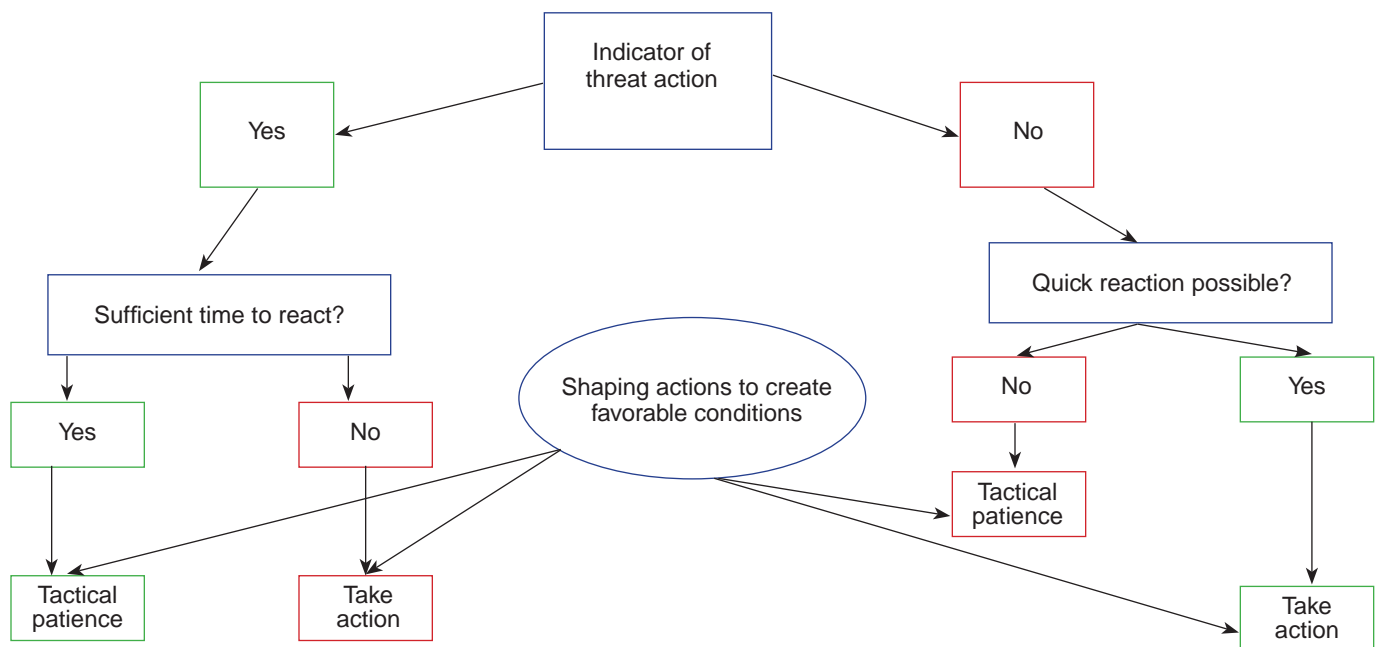 Indicator of
threat action
Yes
No
Sufficient time to react?
Quick reaction possible?
Yes
No
Shaping actions to create
favorable conditions
No
Yes
Tactical
patience
Tactical
patience
Take
action
Take
action